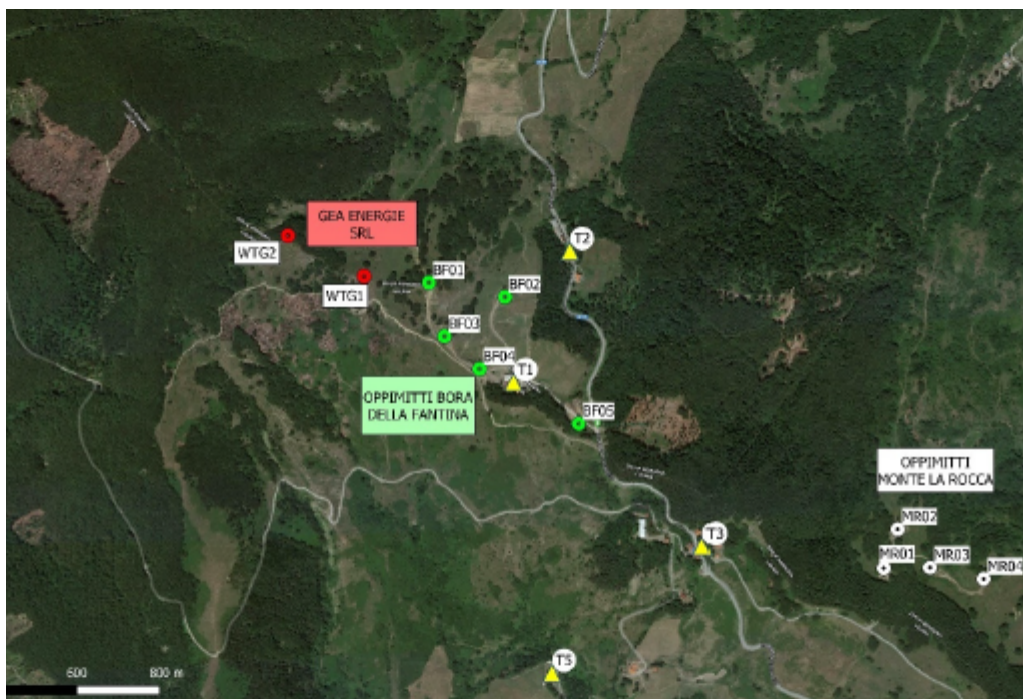 T2
GEA ENERGIE
SRL
WTG2
BF01
BF02
WTG1
BF03
BF04
T1
OPPIMITTI BORA
DELLA FANTINA
BF05
OPPIMITTI
MONTE LA ROCCA
MR02
T3
MR01
MR03
MR04
T5
600
800 m